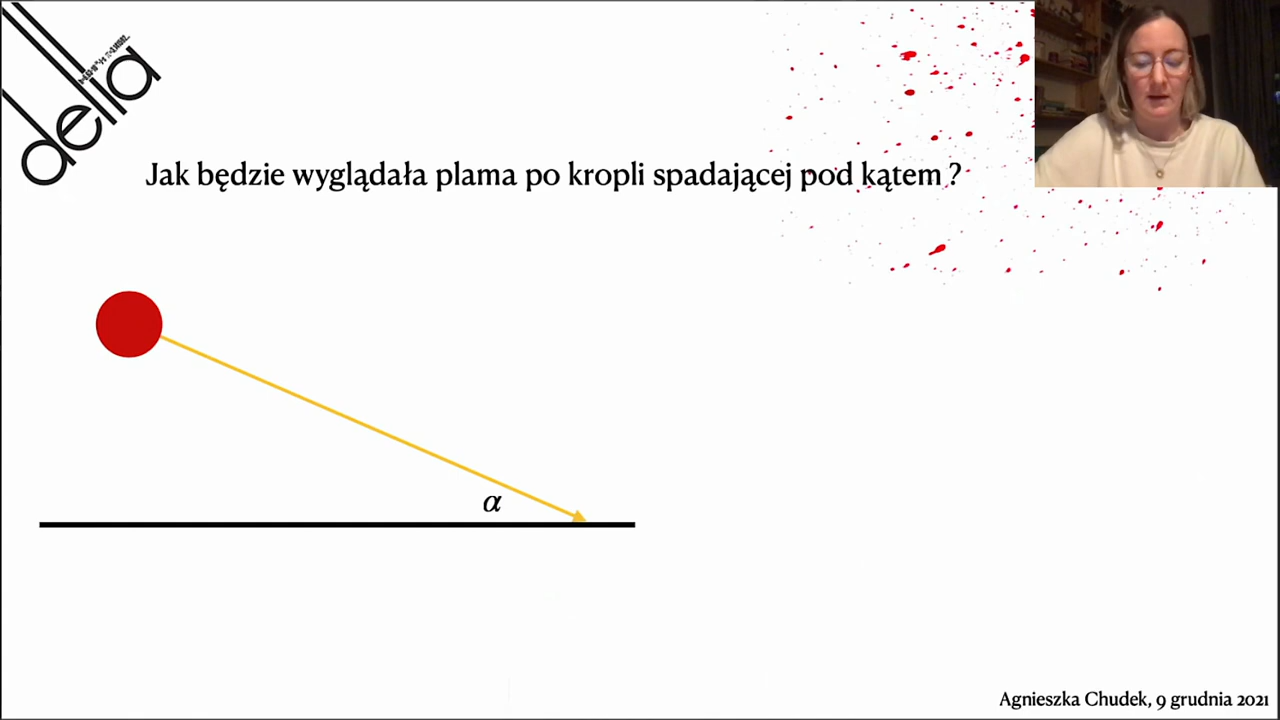 delta
Jak będzie wyglądała plama po kropli spadającej pod kątem ?
α
Agnieszka Chudek, 9 grudnia 2021